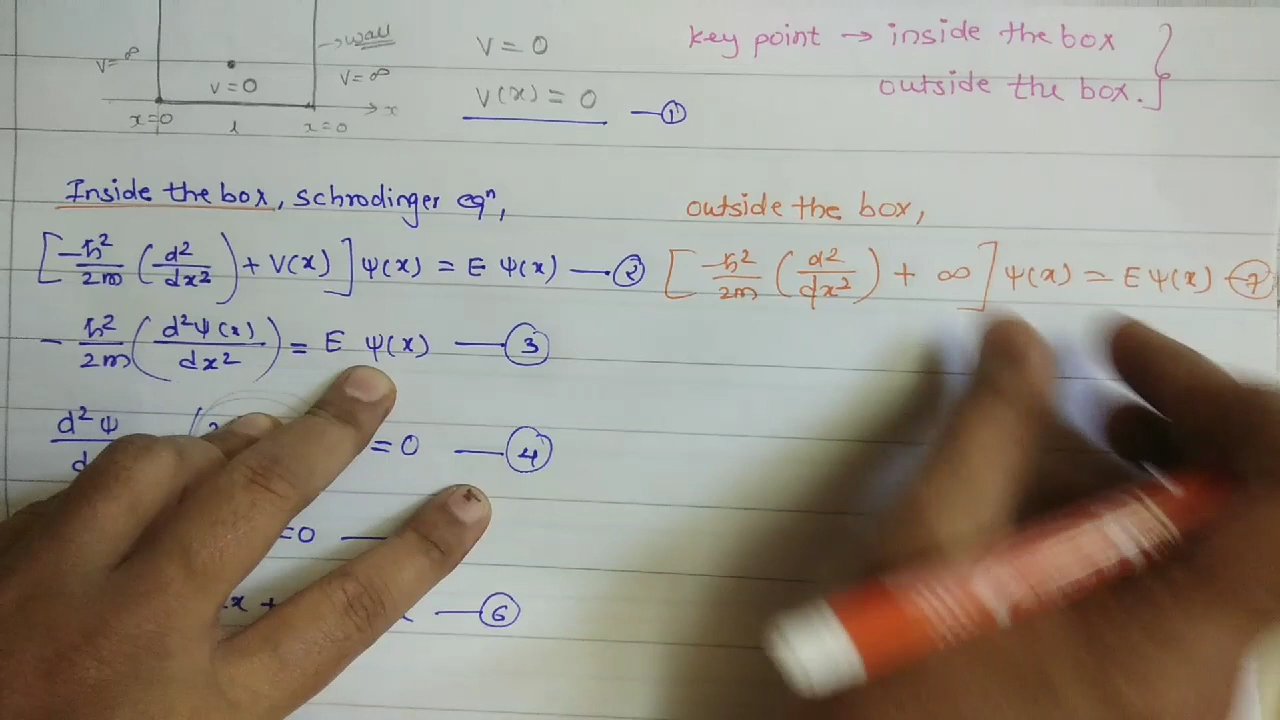 V=∞
→wall
V=∞
V=0
x=0
l
x=0
→ x
V = 0
V(x) = 0 —①
key point → inside the box
outside the box.
Inside the box, schrodinger eqⁿ,
[-ħ²/2m (d²/dx²) + V(x)] ψ(x) = E ψ(x) —②
-ħ²/2m (d²ψ(x)/dx²) = E ψ(x) —③
d²ψ
= 0 —④
=0 —
x +
—⑥
outside the box,
[-ħ²/2m (d²/dx²) + ∞] ψ(x) = E ψ(x) —⑦